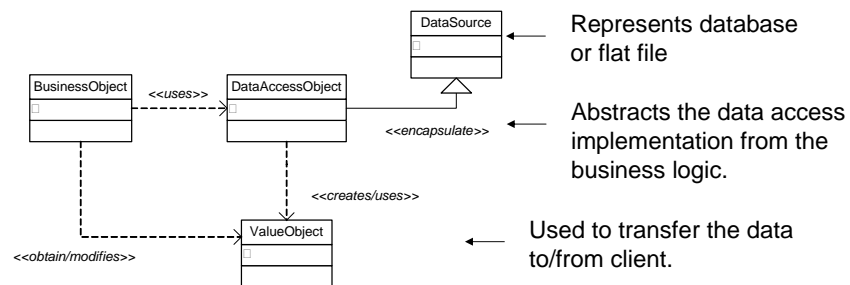 DataSource
Represents database
or flat file
BusinessObject
<<uses>>
DataAccessObject
<<encapsulate>>
Abstracts the data access
implementation from the
business logic.
<<creates/uses>>
ValueObject
<<obtain/modifies>>
Used to transfer the data
to/from client.